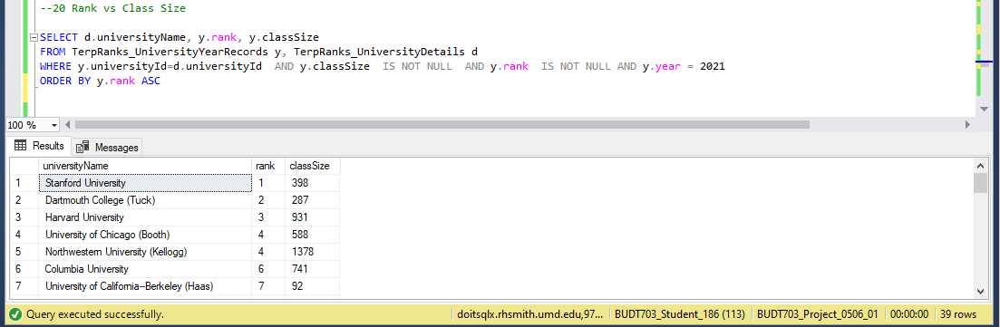 --20 Rank vs Class Size
SELECT d.universityName, y.rank, y.classSize
FROM TerpRanks_UniversityYearRecords y, TerpRanks_UniversityDetails d
WHERE y.universityId=d.universityId  AND y.classSize  IS NOT NULL  AND y.rank  IS NOT NULL AND y.year = 2021
ORDER BY y.rank ASC
100 %
Results Messages
universityName rank classSize
1 Stanford University 1 398
2 Dartmouth College (Tuck) 2 287
3 Harvard University 3 931
4 University of Chicago (Booth) 4 588
5 Northwestern University (Kellogg) 4 1378
6 Columbia University 6 741
7 University of California--Berkeley (Haas) 7 92
Query executed successfully. doitsqlx.rhsmith.umd.edu,97... BUDT703_Student_186 (113) BUDT703_Project_0506_01 00:00:00 39 rows